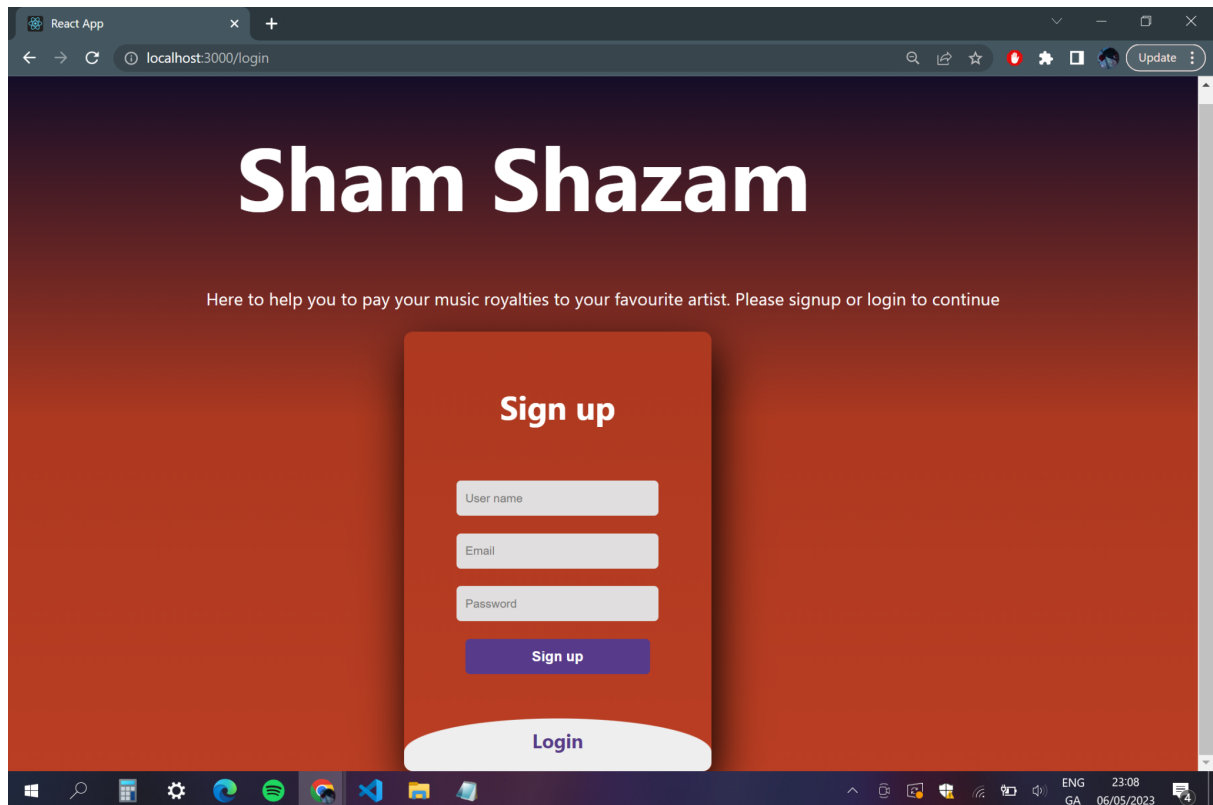 React App
localhost:3000/login
Update
Sham Shazam
Here to help you to pay your music royalties to your favourite artist. Please signup or login to continue
Sign up
User name
Email
Password
Sign up
Login
ENG
GA
23:08
06/05/2023
4